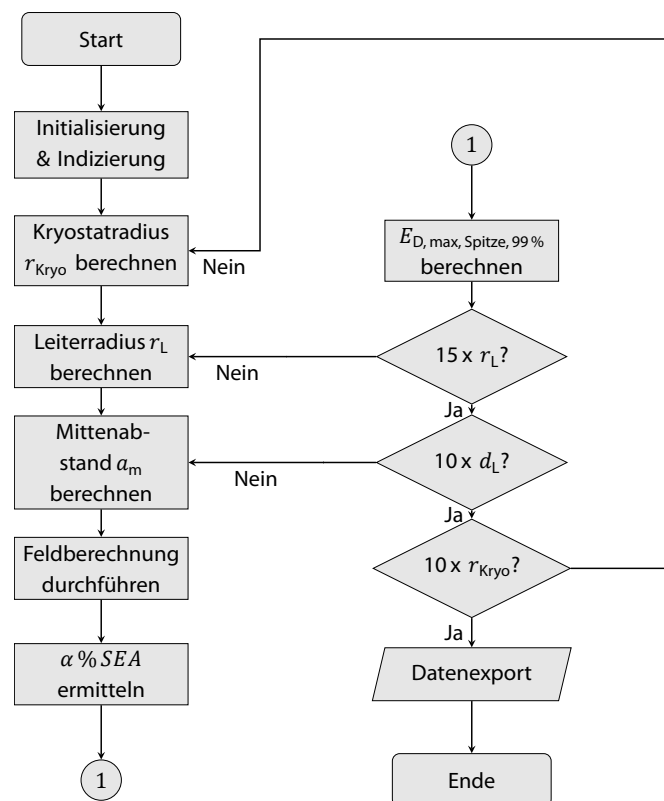 Start
Initialisierung
& Indizierung
Kryostatradius
r_Kryo berechnen
Nein
Leiterradius r_L
berechnen
Nein
Mittenab-
stand a_m
berechnen
Nein
Feldberechnung
durchführen
α % SEA
ermitteln
1
1
E_D, max, Spitze, 99 %
berechnen
15 x r_L?
Ja
10 x d_L?
Ja
10 x r_Kryo?
Ja
Datenexport
Ende